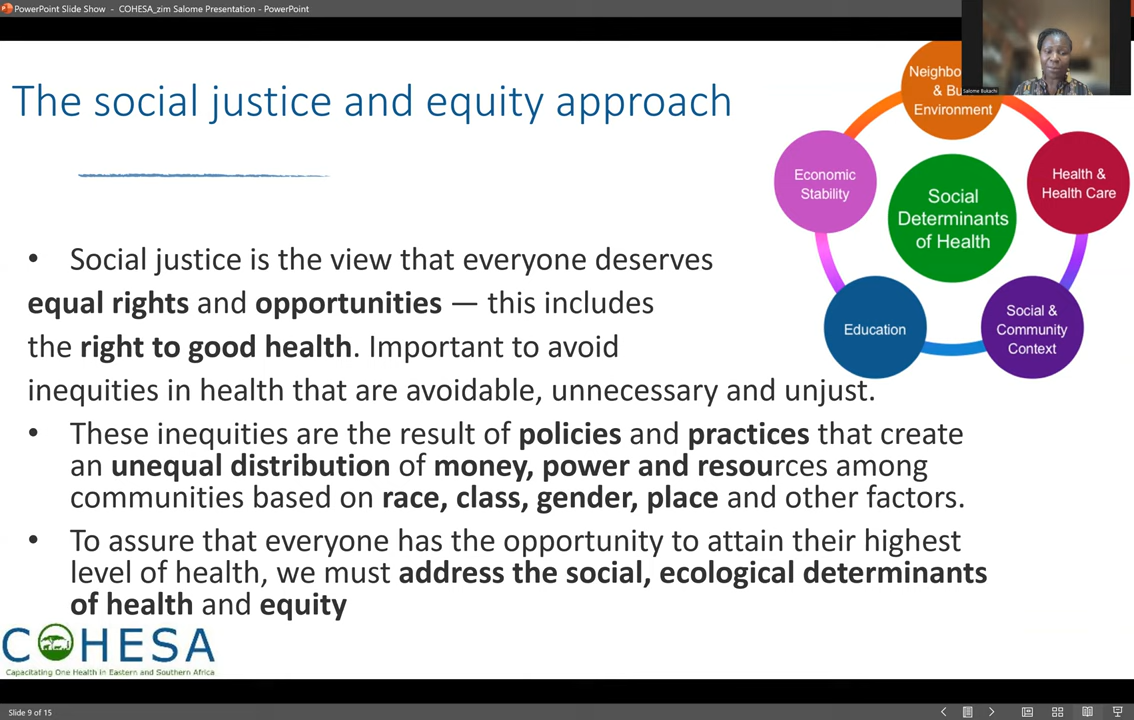 PowerPoint Slide Show - COHESA_zim Salome Presentation - PowerPoint
The social justice and equity approach
& Bu
Environment
Salome Bukachi
Economic
Stability
Social
Determinants
of Health
Health &
Health Care
Education
Social &
Community
Context
• Social justice is the view that everyone deserves
equal rights and opportunities — this includes
the right to good health. Important to avoid
inequities in health that are avoidable, unnecessary and unjust.
• These inequities are the result of policies and practices that create
an unequal distribution of money, power and resources among
communities based on race, class, gender, place and other factors.
• To assure that everyone has the opportunity to attain their highest
level of health, we must address the social, ecological determinants
of health and equity
COHESA
Capacitating One Health in Eastern and Southern Africa
Slide 9 of 15